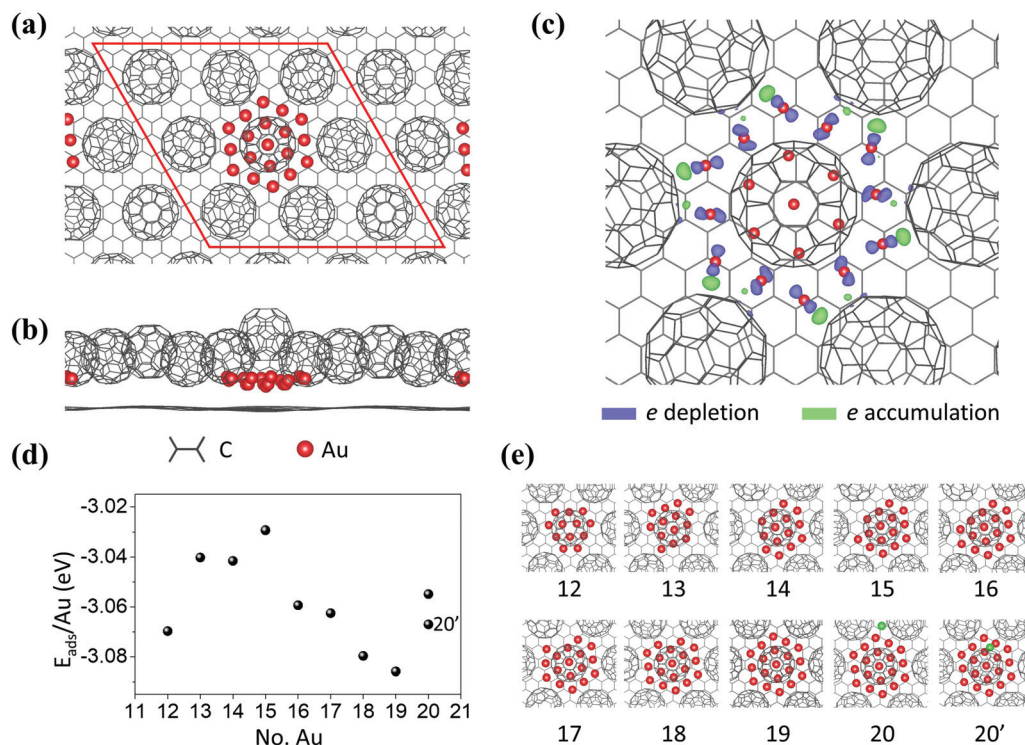 (a)
(b)
C
Au
(c)
e depletion
e accumulation
(d)
-3.02
-3.04
-3.06
-3.08
E_ads/Au (eV)
20'
11 12 13 14 15 16 17 18 19 20 21
No. Au
(e)
12 13 14 15 16
17 18 19 20 20'